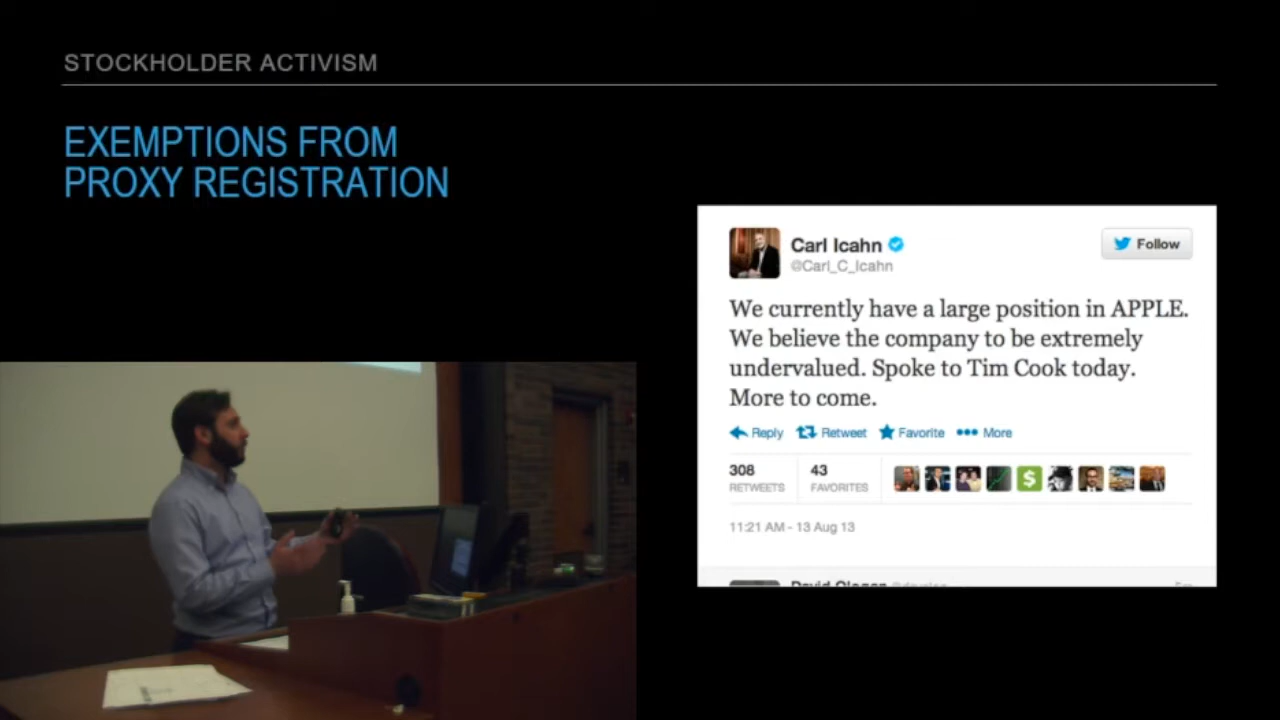 STOCKHOLDER ACTIVISM
EXEMPTIONS FROM
PROXY REGISTRATION
Carl Icahn
@Carl_C_Icahn
Follow
We currently have a large position in APPLE.
We believe the company to be extremely
undervalued. Spoke to Tim Cook today.
More to come.
Reply Retweet Favorite More
308 43
RETWEETS FAVORITES
$
11:21 AM - 13 Aug 13